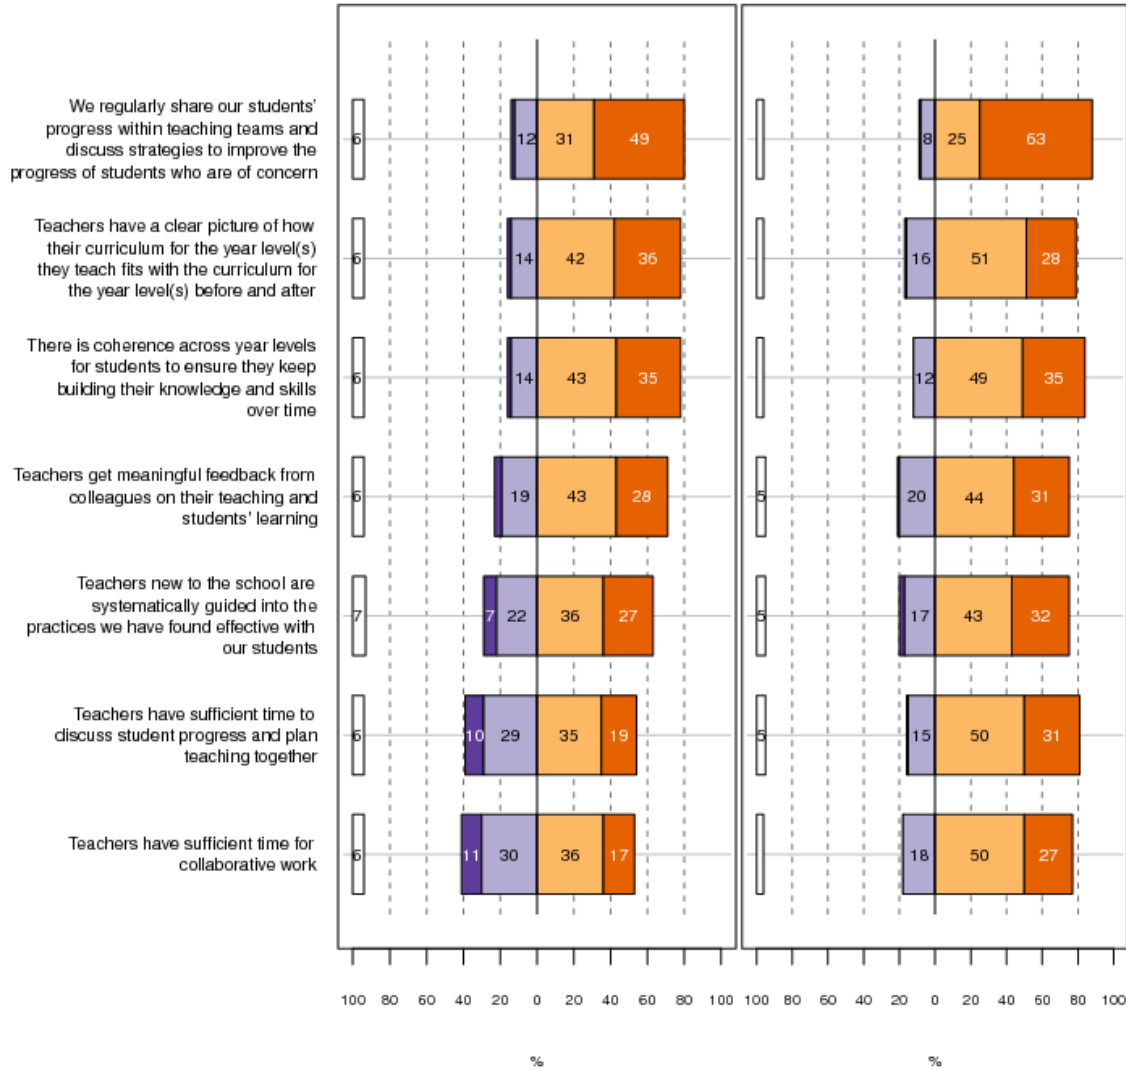 We regularly share our students'
progress within teaching teams and
discuss strategies to improve the
progress of students who are of concern
6 12 31 49 8 25 63
Teachers have a clear picture of how
their curriculum for the year level(s)
they teach fits with the curriculum for
the year level(s) before and after
6 14 42 36 16 51 28
There is coherence across year levels
for students to ensure they keep
building their knowledge and skills
over time
6 14 43 35 12 49 35
Teachers get meaningful feedback from
colleagues on their teaching and
students' learning
6 19 43 28 5 20 44 31
Teachers new to the school are
systematically guided into the
practices we have found effective with
our students
7 7 22 36 27 5 17 43 32
Teachers have sufficient time to
discuss student progress and plan
teaching together
6 10 29 35 19 5 15 50 31
Teachers have sufficient time for
collaborative work
6 11 30 36 17 18 50 27
100 80 60 40 20 0 20 40 60 80 100 100 80 60 40 20 0 20 40 60 80 100
% %